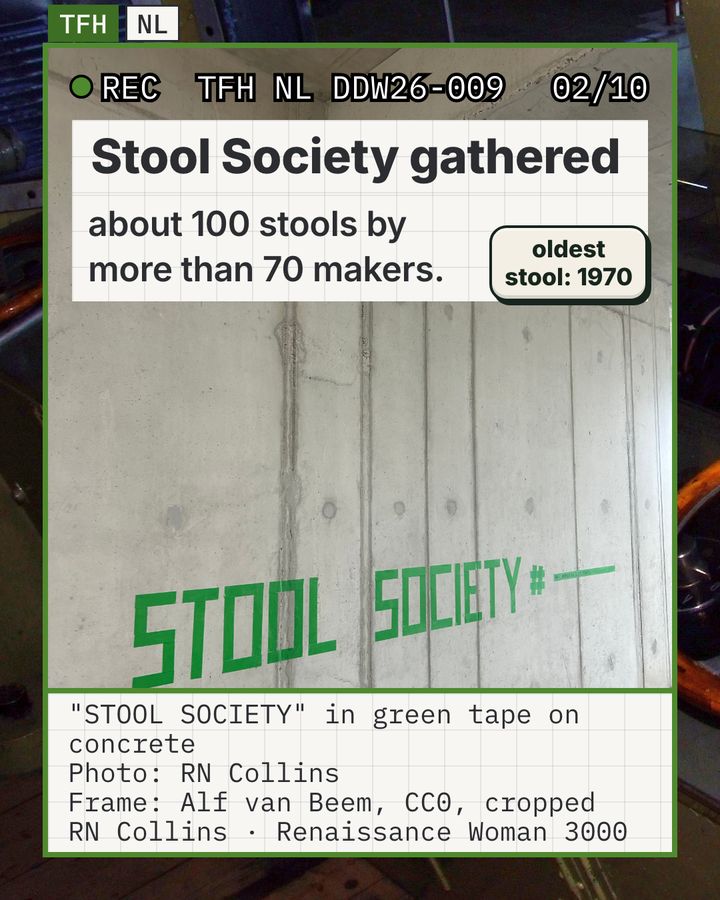 TFH NL
REC TFH NL DDW26-009 02/10
Stool Society gathered
about 100 stools by
more than 70 makers.
oldest
stool: 1970
STOOL SOCIETY #
"STOOL SOCIETY" in green tape on
concrete
Photo: RN Collins
Frame: Alf van Beem, CC0, cropped
RN Collins · Renaissance Woman 3000